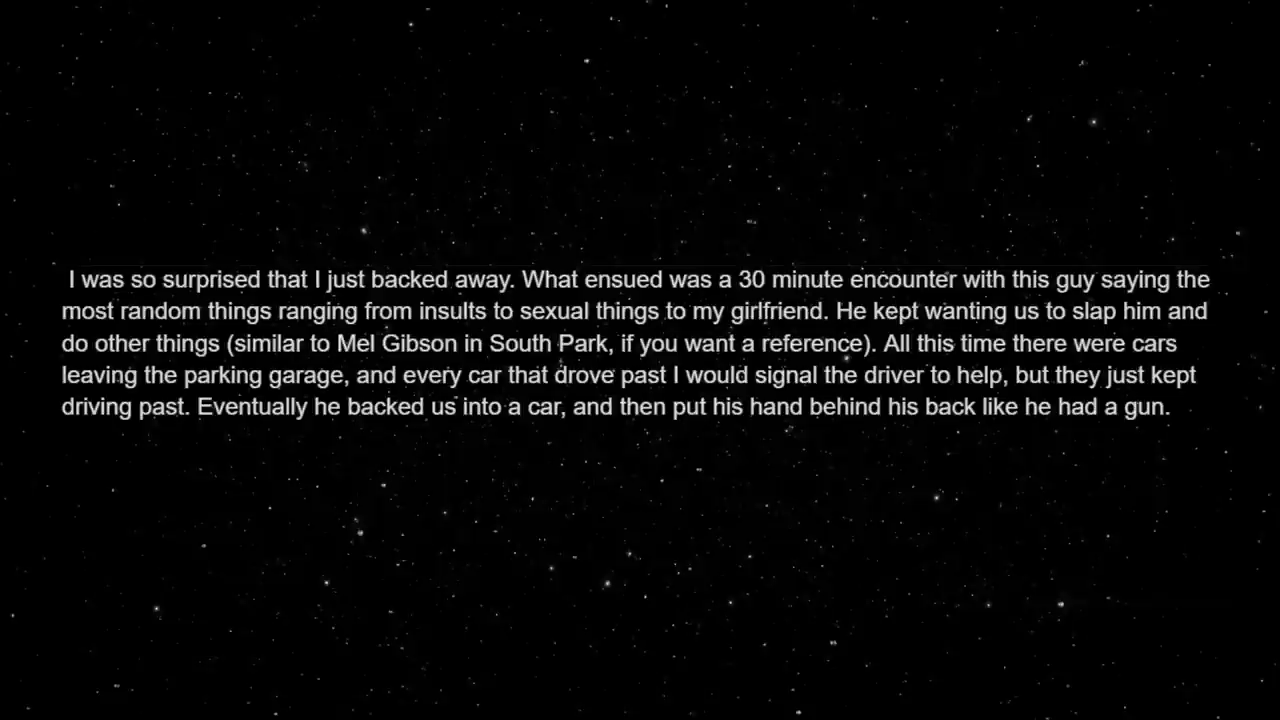 I was so surprised that I just backed away. What ensued was a 30 minute encounter with this guy saying the
most random things ranging from insults to sexual things to my girlfriend. He kept wanting us to slap him and
do other things (similar to Mel Gibson in South Park, if you want a reference). All this time there were cars
leaving the parking garage, and every car that drove past I would signal the driver to help, but they just kept
driving past. Eventually he backed us into a car, and then put his hand behind his back like he had a gun.